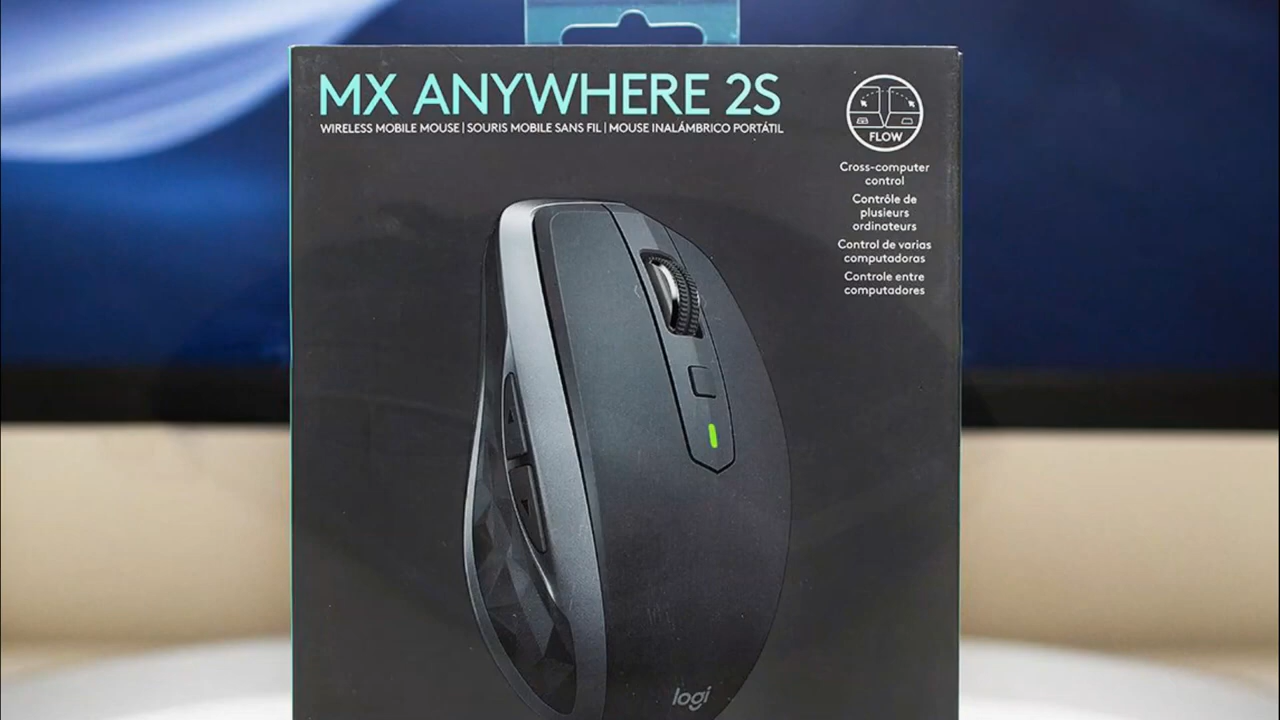 MX ANYWHERE 2S
WIRELESS MOBILE MOUSE | SOURIS MOBILE SANS FIL | MOUSE INALÁMBRICO PORTÁTIL
FLOW
Cross-computer
control
Contrôle de
plusieurs
ordinateurs
Control de varias
computadoras
Controle entre
computadores
logi